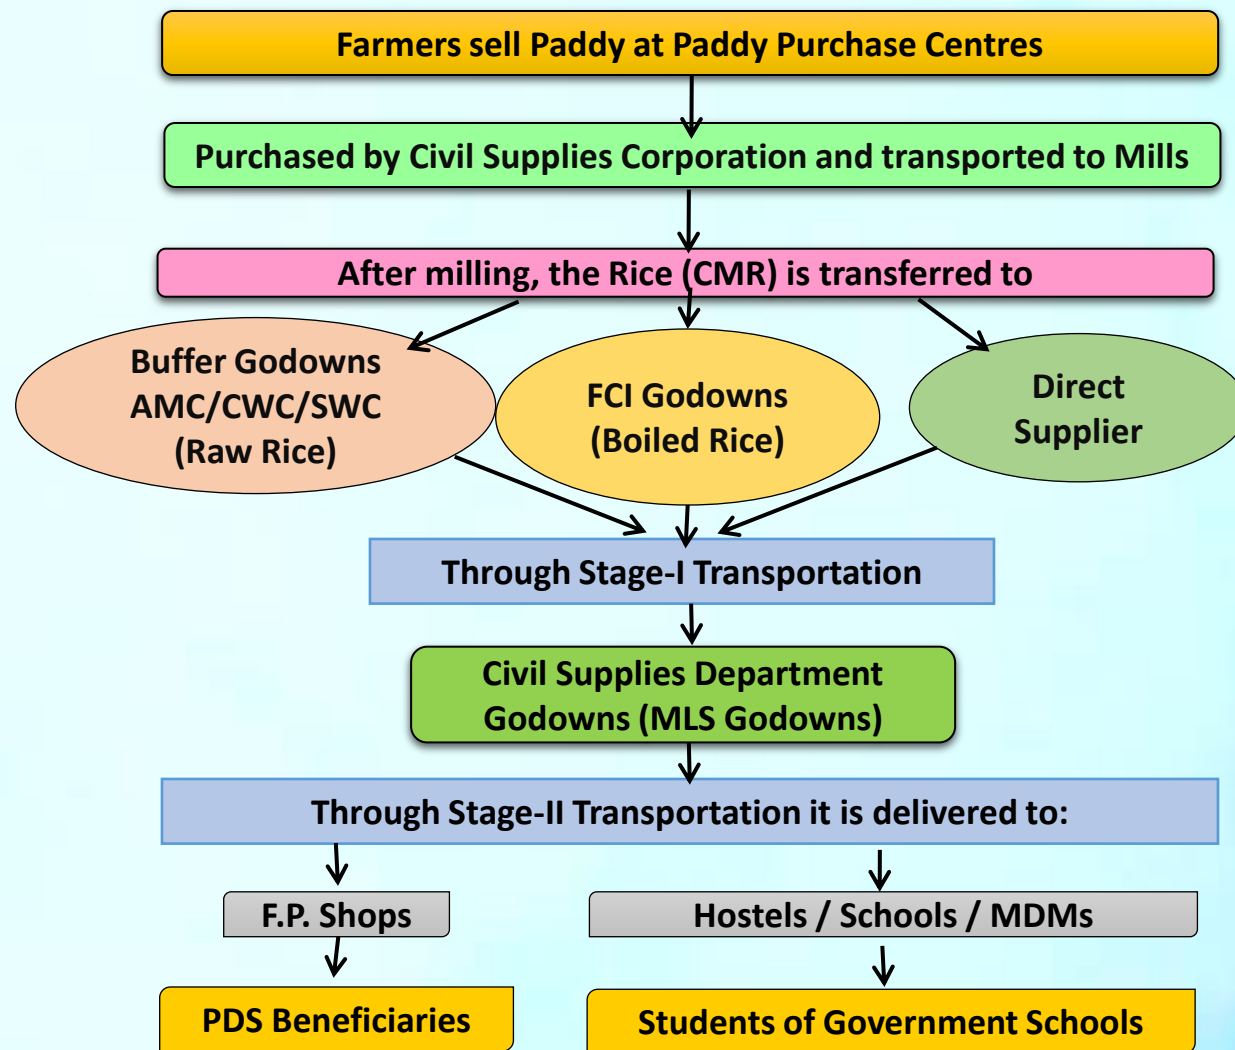 Farmers sell Paddy at Paddy Purchase Centres
Purchased by Civil Supplies Corporation and transported to Mills
After milling, the Rice (CMR) is transferred to
Buffer Godowns
AMC/CWC/SWC
(Raw Rice)
FCI Godowns
(Boiled Rice)
Direct
Supplier
Through Stage-I Transportation
Civil Supplies Department
Godowns (MLS Godowns)
Through Stage-II Transportation it is delivered to:
F.P. Shops
Hostels / Schools / MDMs
PDS Beneficiaries
Students of Government Schools